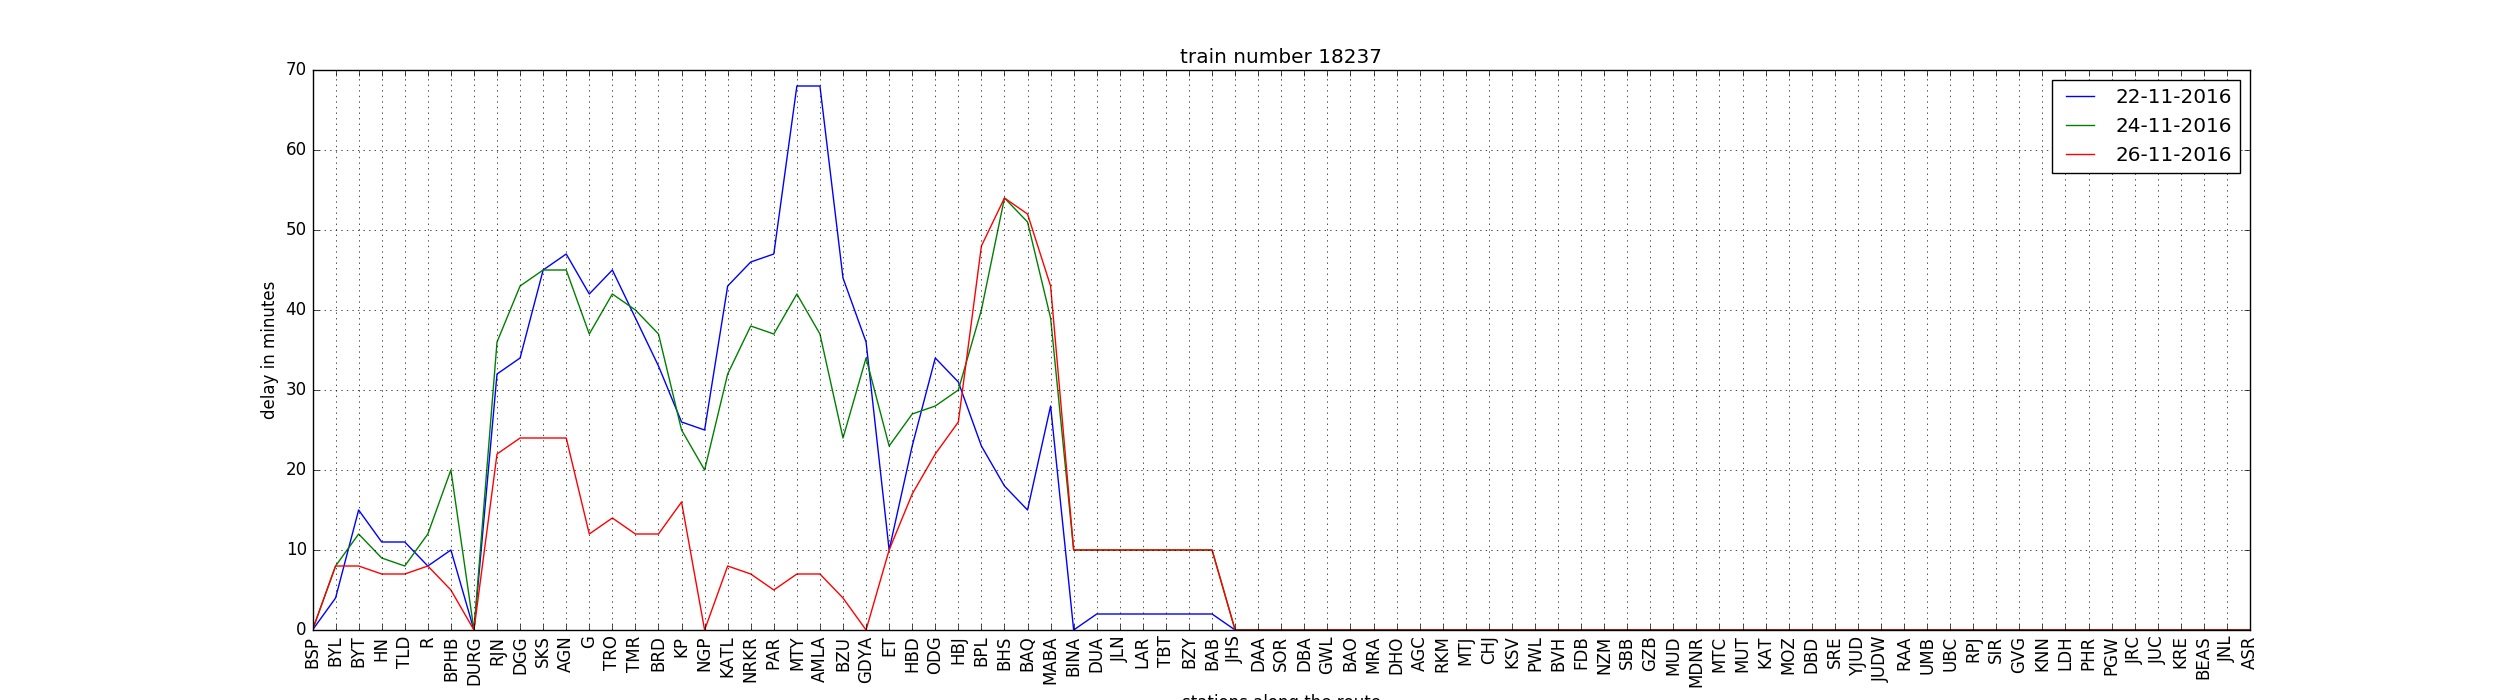 train number 18237
70
60
50
40
30
20
10
0
delay in minutes
22-11-2016
24-11-2016
26-11-2016
BSP BYL BYT HN TLD R BPHB DURG RJN DGG SKS AGN G TRO TMR BRD KP NGP KATL NRKR PAR MTY AMLA BZU GDYA ET HBD ODG HBJ BPL BHS BAQ MABA BINA DUA JLN LAR TBT BZY BAB JHS DAA SOR DBA GWL BAO MRA DHO AGC RKM MTJ CHJ KSV PWL BVH FDB NZM SBB GZB MUD MDNR MTC MUT KAT MOZ DBD SRE YJUD JUDW RAA UMB UBC RPJ SIR GVG KNN LDH PHR PGW JRC JUC KRE BEAS JNL ASR
stations along the route